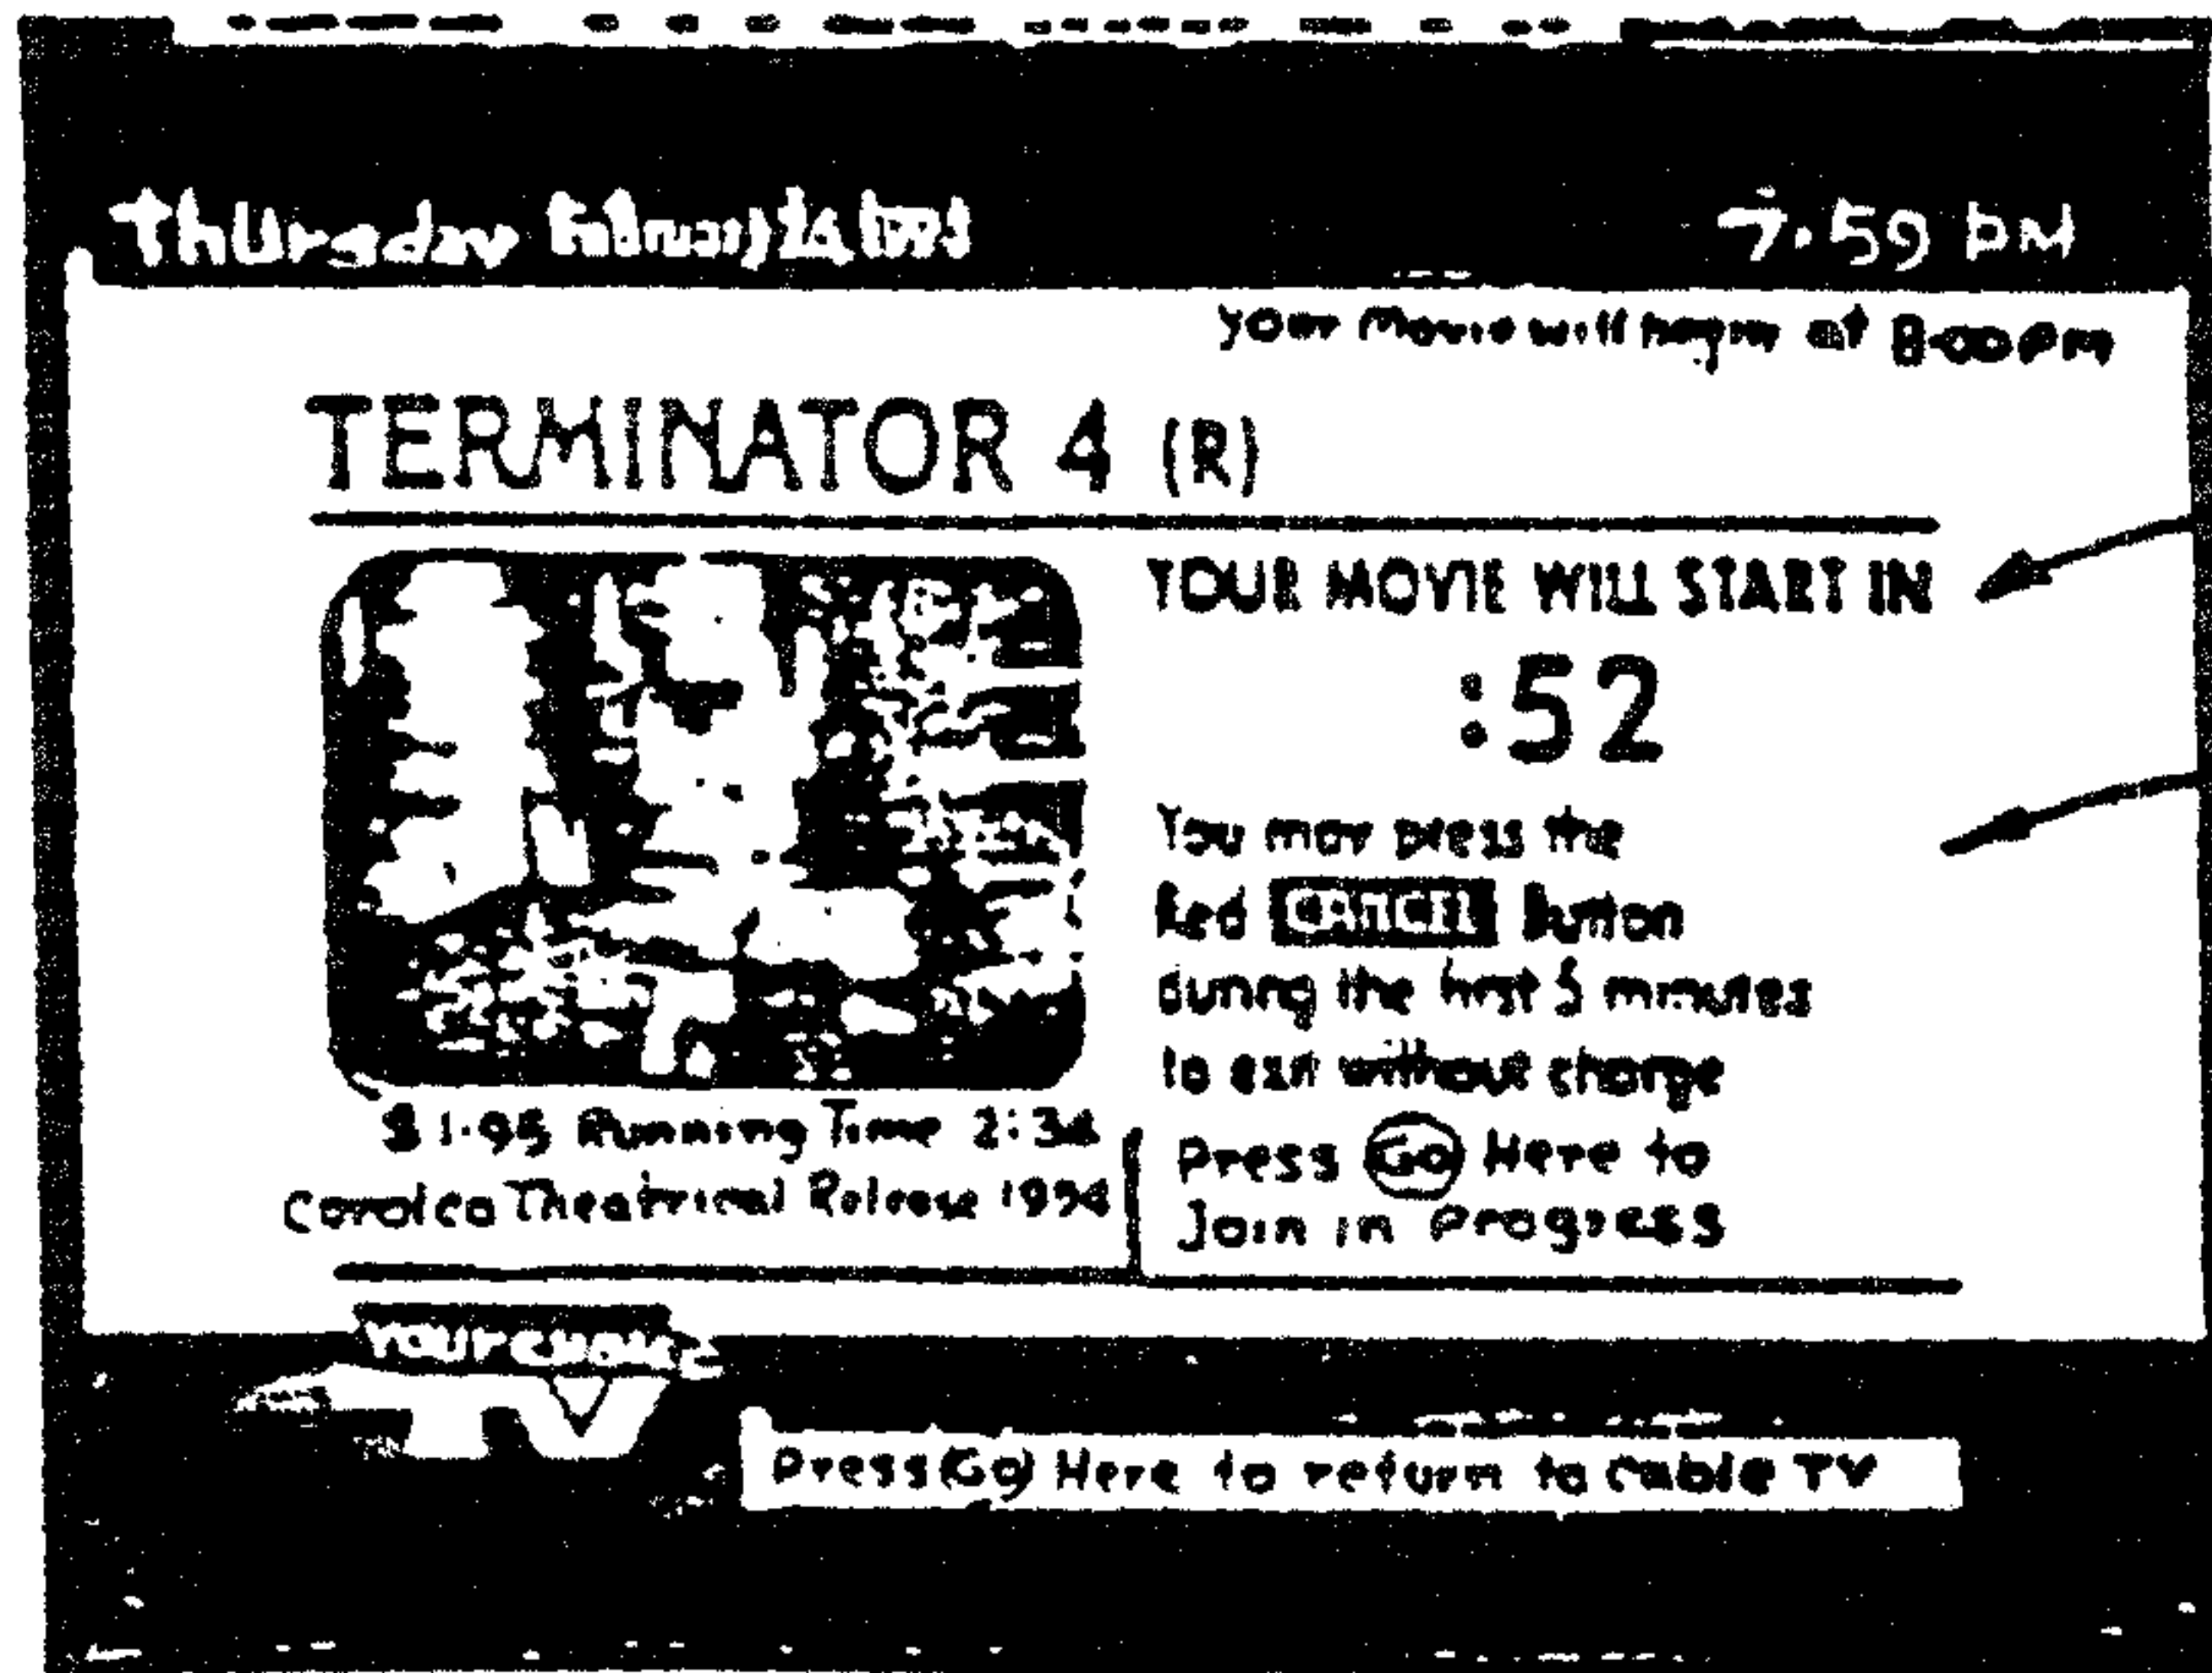 Thursday February
7:59 PM
Your Movie will begin at 8:00 PM
TERMINATOR 4 (R)
YOUR MOVIE WILL START IN
:52
You may press the
Red CANCEL Button
during the first 5 minutes
to exit without charge
Press Go Here to
Join in Progress
$1.95 Running Time 2:34
Carolco Theatrical Release 1994
YOUR CHOICE
TV
Press Go Here to return to Cable TV